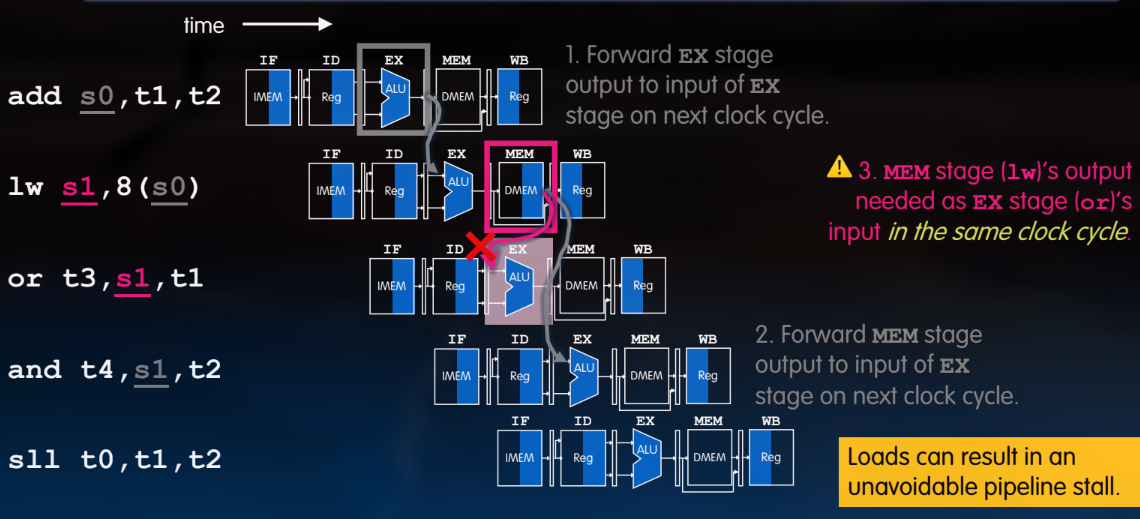 time
IF ID EX MEM WB
add s0,t1,t2
IMEM Reg ALU DMEM Reg
1. Forward EX stage
output to input of EX
stage on next clock cycle.
IF ID EX MEM WB
lw s1,8(s0)
IMEM Reg ALU DMEM Reg
3. MEM stage (lw)'s output
needed as EX stage (or)'s
input in the same clock cycle.
IF ID EX MEM WB
or t3,s1,t1
IMEM Reg ALU DMEM Reg
IF ID EX MEM WB
and t4,s1,t2
IMEM Reg ALU DMEM Reg
2. Forward MEM stage
output to input of EX
stage on next clock cycle.
IF ID EX MEM WB
sll t0,t1,t2
IMEM Reg ALU DMEM Reg
Loads can result in an
unavoidable pipeline stall.